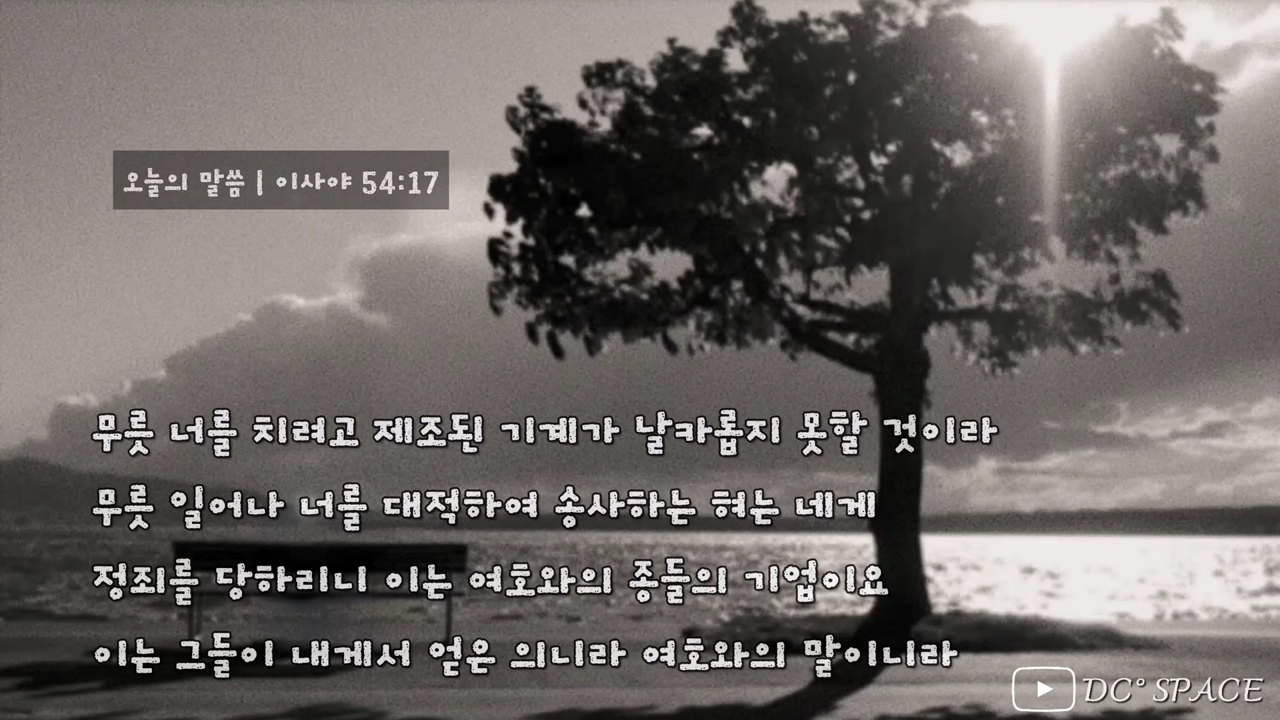 오늘의 말씀 | 이사야 54:17
무릇 너를 치려고 제조된 기계가 날카롭지 못할 것이라
무릇 일어나 너를 대적하여 송사하는 혀는 네게
정죄를 당하리니 이는 여호와의 종들의 기업이요
이는 그들이 내게서 얻은 의니라 여호와의 말이니라
DC° SPACE